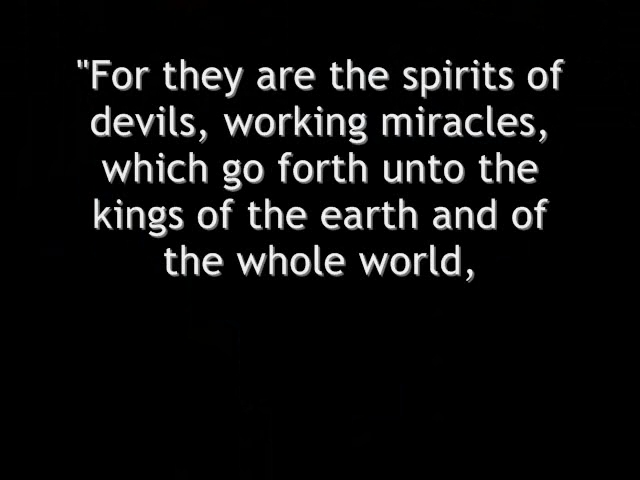 "For they are the spirits of
devils, working miracles,
which go forth unto the
kings of the earth and of
the whole world,